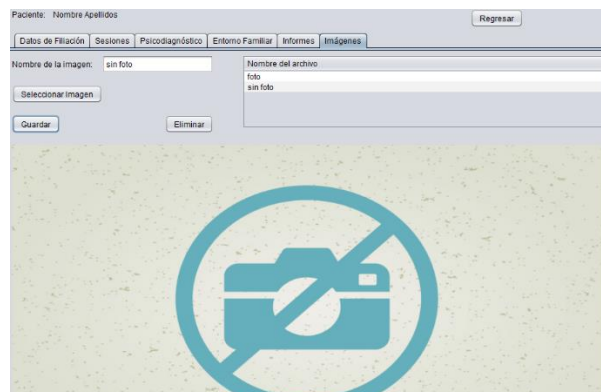 Paciente: Nombre Apellidos
Regresar
Datos de Filiación Sesiones Psicodiagnóstico Entorno Familiar Informes Imágenes
Nombre de la imagen: sin foto
Nombre del archivo
foto
sin foto
Seleccionar imagen
Guardar
Eliminar